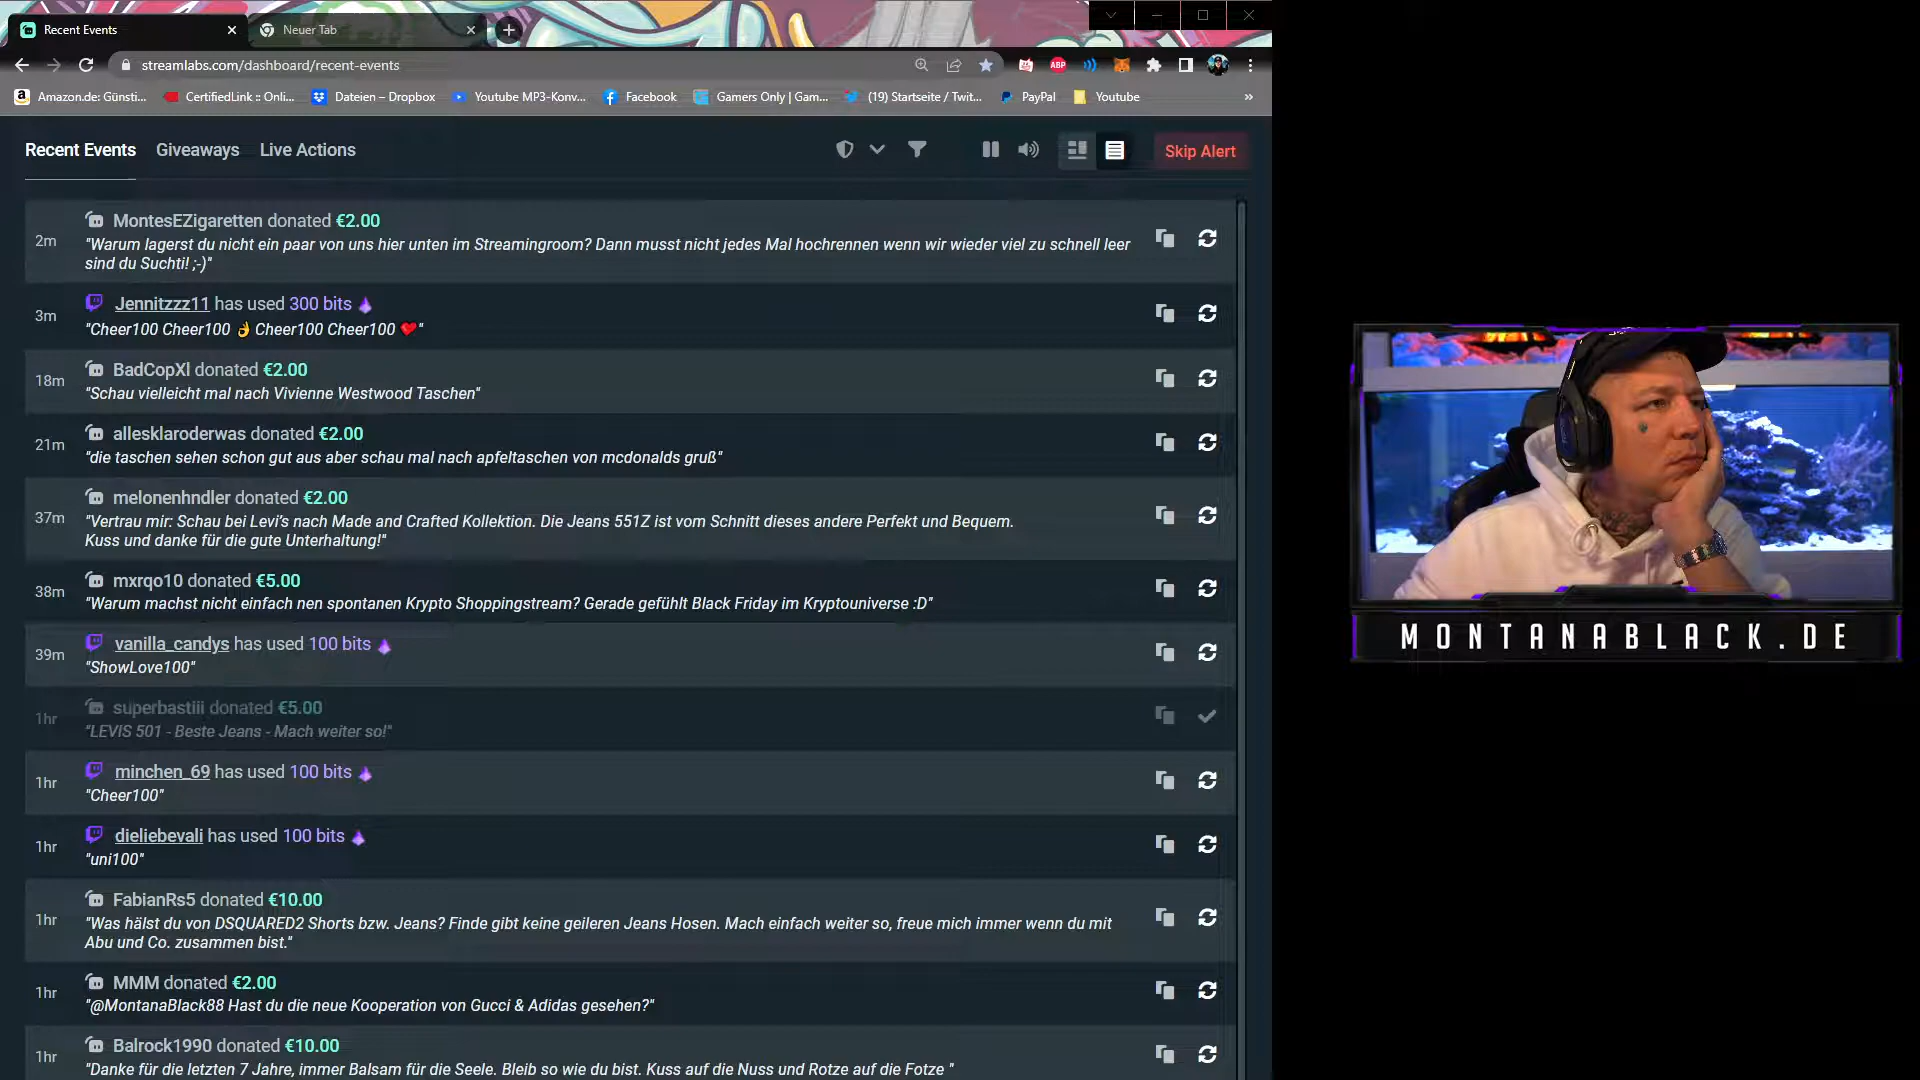 Recent Events
Neuer Tab
streamlabs.com/dashboard/recent-events
ABP
Amazon.de: Günsti...
CertifiedLink :: Onli...
Dateien – Dropbox
Youtube MP3-Konv...
Facebook
Gamers Only | Gam...
(19) Startseite / Twit...
PayPal
Youtube
»
Recent Events
Giveaways
Live Actions
Skip Alert
2m
MontesEZigaretten donated €2.00
"Warum lagerst du nicht ein paar von uns hier unten im Streamingroom? Dann musst nicht jedes Mal hochrennen wenn wir wieder viel zu schnell leer
sind du Suchti! ;-)"
3m
Jennitzzz11 has used 300 bits
"Cheer100 Cheer100 👌 Cheer100 Cheer100 ❤"
18m
BadCopXl donated €2.00
"Schau vielleicht mal nach Vivienne Westwood Taschen"
21m
allesklaroderwas donated €2.00
"die taschen sehen schon gut aus aber schau mal nach apfeltaschen von mcdonalds gruß"
37m
melonenhndler donated €2.00
"Vertrau mir: Schau bei Levi's nach Made and Crafted Kollektion. Die Jeans 551Z ist vom Schnitt dieses andere Perfekt und Bequem.
Kuss und danke für die gute Unterhaltung!"
38m
mxrqo10 donated €5.00
"Warum machst nicht einfach nen spontanen Krypto Shoppingstream? Gerade gefühlt Black Friday im Kryptouniverse :D"
39m
vanilla_candys has used 100 bits
"ShowLove100"
1hr
superbastiii donated €5.00
"LEVIS 501 - Beste Jeans - Mach weiter so!"
1hr
minchen_69 has used 100 bits
"Cheer100"
1hr
dieliebevali has used 100 bits
"uni100"
1hr
FabianRs5 donated €10.00
"Was hälst du von DSQUARED2 Shorts bzw. Jeans? Finde gibt keine geileren Jeans Hosen. Mach einfach weiter so, freue mich immer wenn du mit
Abu und Co. zusammen bist."
1hr
MMM donated €2.00
"@MontanaBlack88 Hast du die neue Kooperation von Gucci & Adidas gesehen?"
1hr
Balrock1990 donated €10.00
"Danke für die letzten 7 Jahre, immer Balsam für die Seele. Bleib so wie du bist. Kuss auf die Nuss und Rotze auf die Fotze "
MONTANABLACK.DE